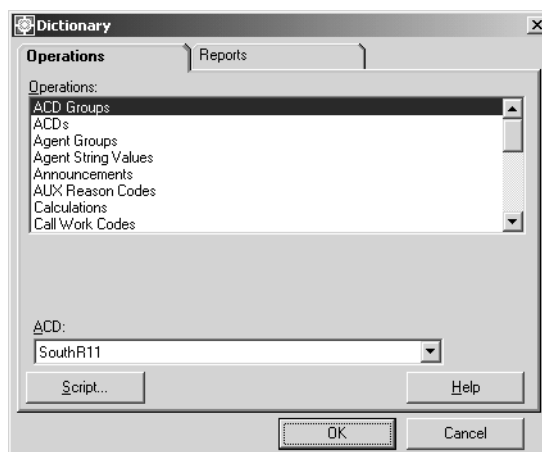 Dictionary
Operations Reports
Operations:
ACD Groups
ACDs
Agent Groups
Agent String Values
Announcements
AUX Reason Codes
Calculations
Call Work Codes
ACD:
SouthR11
Script... Help
OK Cancel